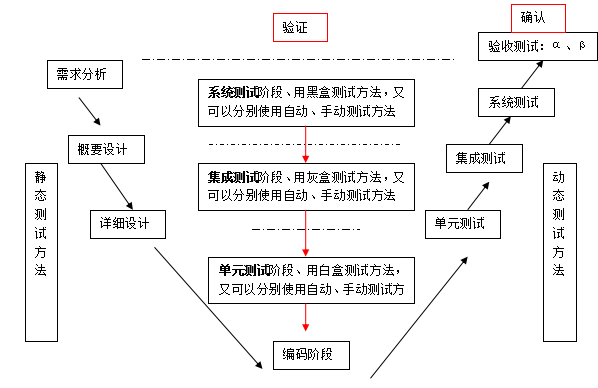 确认
验证
验收测试：α 、β
需求分析
系统测试阶段、用黑盒测试方法，又
可以分别使用自动、手动测试方法
系统测试
概要设计
集成测试阶段、用灰盒测试方法，又
可以分别使用自动、手动测试方法
集成测试
静态测试方法
动态测试方法
详细设计
单元测试
单元测试阶段、用白盒测试方法，
又可以分别使用自动、手动测试方
编码阶段